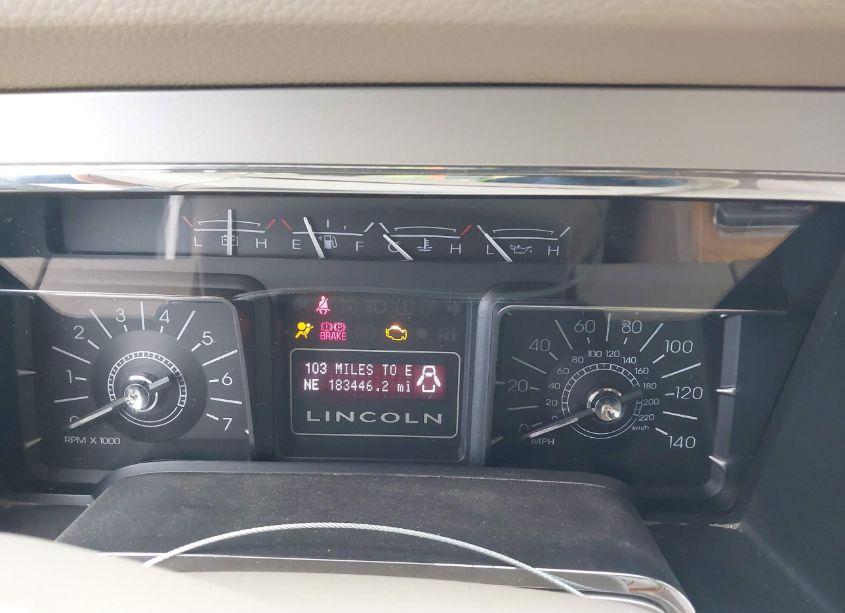 L H E F C H L H
BRAKE
0 1 2 3 4 5 6 7
RPM X 1000
103 MILES TO E
NE 183446.2 mi
LINCOLN
0 20 40 60 80 100 120 140
20 40 60 80 100 120 140 160 180 200 220
MPH
km/h